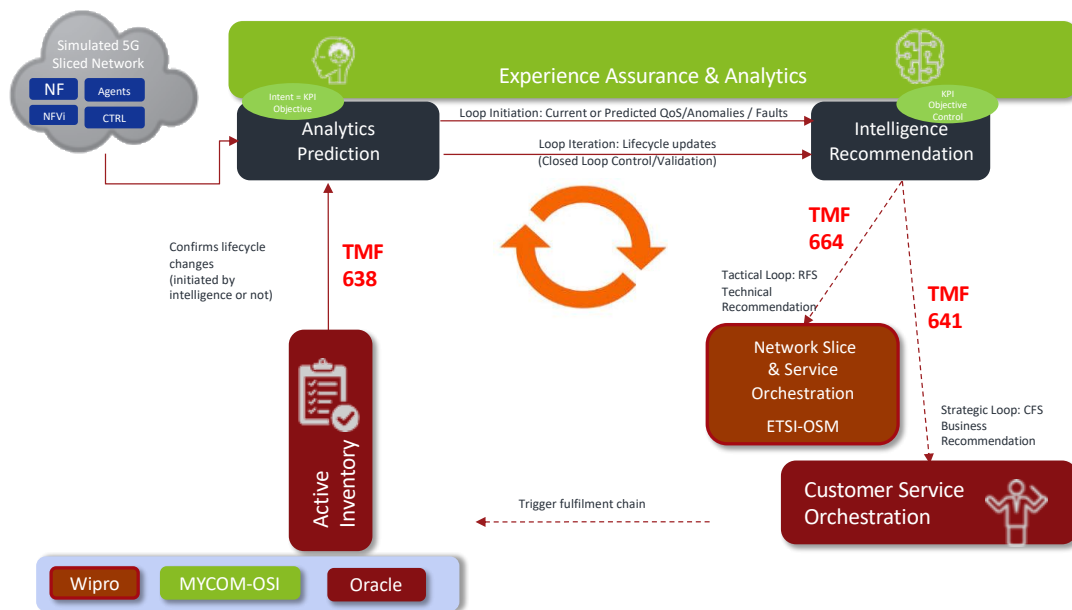 Simulated 5G
Sliced Network
NF
Agents
NFVi
CTRL
Experience Assurance & Analytics
Intent = KPI
Objective
KPI
Objective
Control
Analytics
Prediction
Loop Initiation: Current or Predicted QoS/Anomalies / Faults
Loop Iteration: Lifecycle updates
(Closed Loop Control/Validation)
Intelligence
Recommendation
Confirms lifecycle
changes
(initiated by
intelligence or not)
TMF
638
TMF
664
Tactical Loop: RFS
Technical
Recommendation
TMF
641
Network Slice
& Service
Orchestration
ETSI-OSM
Strategic Loop: CFS
Business
Recommendation
Active
Inventory
Trigger fulfilment chain
Customer Service
Orchestration
Wipro
MYCOM-OSI
Oracle